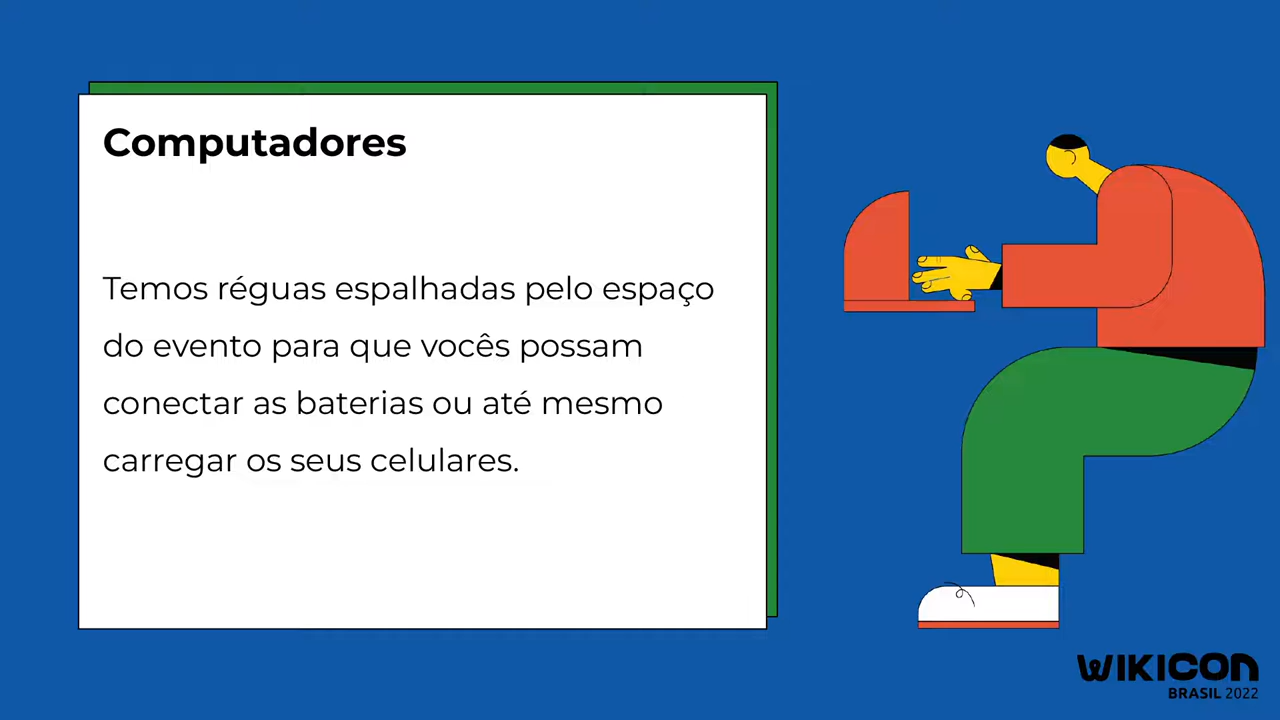 Computadores
Temos réguas espalhadas pelo espaço
do evento para que vocês possam
conectar as baterias ou até mesmo
carregar os seus celulares.
WIKICON
BRASIL 2022